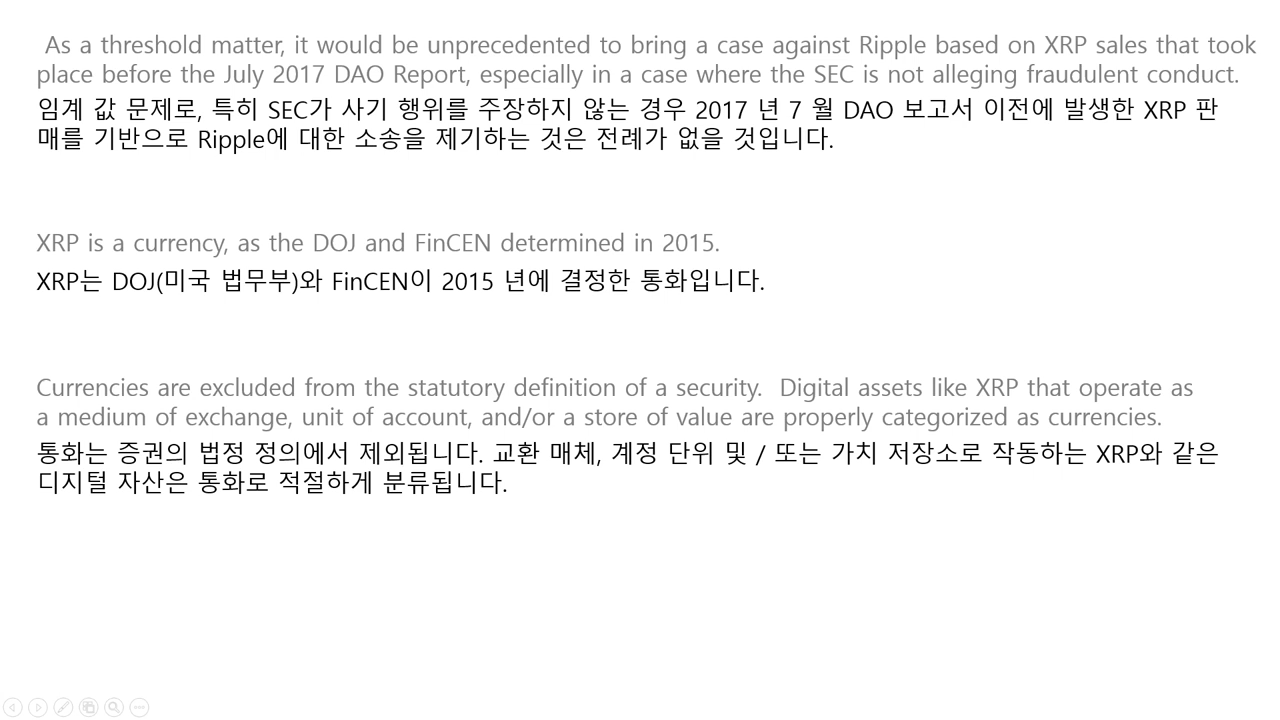 As a threshold matter, it would be unprecedented to bring a case against Ripple based on XRP sales that took
place before the July 2017 DAO Report, especially in a case where the SEC is not alleging fraudulent conduct.
임계 값 문제로, 특히 SEC가 사기 행위를 주장하지 않는 경우 2017 년 7 월 DAO 보고서 이전에 발생한 XRP 판
매를 기반으로 Ripple에 대한 소송을 제기하는 것은 전례가 없을 것입니다.
XRP is a currency, as the DOJ and FinCEN determined in 2015.
XRP는 DOJ(미국 법무부)와 FinCEN이 2015 년에 결정한 통화입니다.
Currencies are excluded from the statutory definition of a security.  Digital assets like XRP that operate as
a medium of exchange, unit of account, and/or a store of value are properly categorized as currencies.
통화는 증권의 법정 정의에서 제외됩니다. 교환 매체, 계정 단위 및 / 또는 가치 저장소로 작동하는 XRP와 같은
디지털 자산은 통화로 적절하게 분류됩니다.